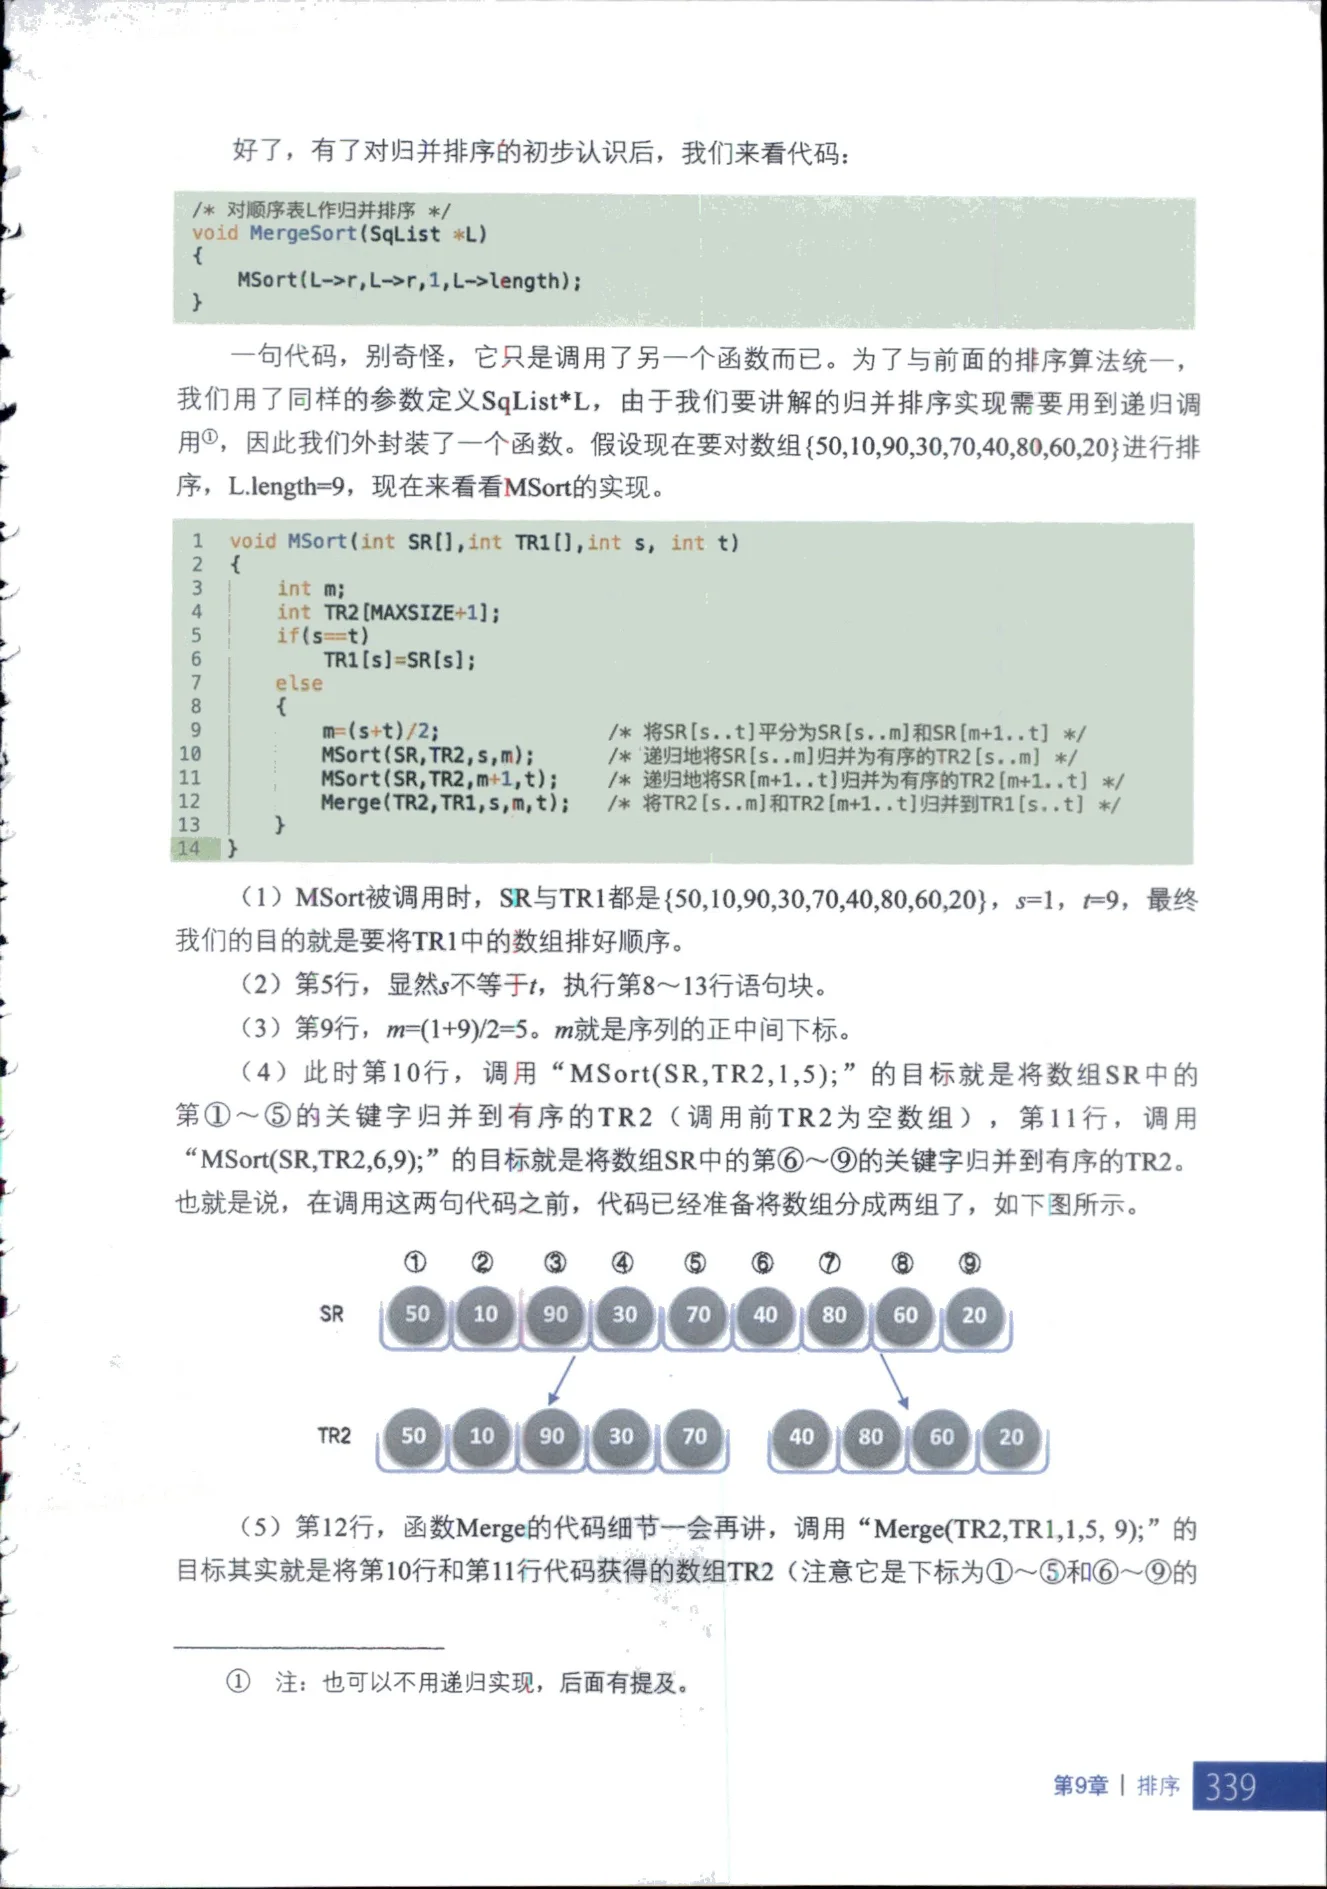 好了，有了对归并排序的初步认识后，我们来看代码：
/* 对顺序表L作归并排序 */
void MergeSort(SqList *L)
{
MSort(L->r,L->r,1,L->length);
}
一句代码，别奇怪，它只是调用了另一个函数而已。为了与前面的排序算法统一，
我们用了同样的参数定义SqList*L，由于我们要讲解的归并排序实现需要用到递归调
用①，因此我们外封装了一个函数。假设现在要对数组{50,10,90,30,70,40,80,60,20}进行排
序，L.length=9，现在来看看MSort的实现。
1 void MSort(int SR[],int TR1[],int s, int t)
2 {
3 int m;
4 int TR2[MAXSIZE+1];
5 if(s==t)
6 TR1[s]=SR[s];
7 else
8 {
9 m=(s+t)/2; /* 将SR[s..t]平分为SR[s..m]和SR[m+1..t] */
10 MSort(SR,TR2,s,m); /* 递归地将SR[s..m]归并为有序的TR2[s..m] */
11 MSort(SR,TR2,m+1,t); /* 递归地将SR[m+1..t]归并为有序的TR2[m+1..t] */
12 Merge(TR2,TR1,s,m,t); /* 将TR2[s..m]和TR2[m+1..t]归并到TR1[s..t] */
13 }
14 }
（1）MSort被调用时，SR与TR1都是{50,10,90,30,70,40,80,60,20}，s=1，t=9，最终
我们的目的就是要将TR1中的数组排好顺序。
（2）第5行，显然s不等于t，执行第8～13行语句块。
（3）第9行，m=(1+9)/2=5。m就是序列的正中间下标。
（4）此时第10行，调用“MSort(SR,TR2,1,5);”的目标就是将数组SR中的
第①～⑤的关键字归并到有序的TR2（调用前TR2为空数组），第11行，调用
“MSort(SR,TR2,6,9);”的目标就是将数组SR中的第⑥～⑨的关键字归并到有序的TR2。
也就是说，在调用这两句代码之前，代码已经准备将数组分成两组了，如下图所示。
① ② ③ ④ ⑤ ⑥ ⑦ ⑧ ⑨
SR 50 10 90 30 70 40 80 60 20
TR2 50 10 90 30 70 40 80 60 20
（5）第12行，函数Merge的代码细节一会再讲，调用“Merge(TR2,TR1,1,5, 9);”的
目标其实就是将第10行和第11行代码获得的数组TR2（注意它是下标为①～⑤和⑥～⑨的
① 注：也可以不用递归实现，后面有提及。
第9章 | 排序 339